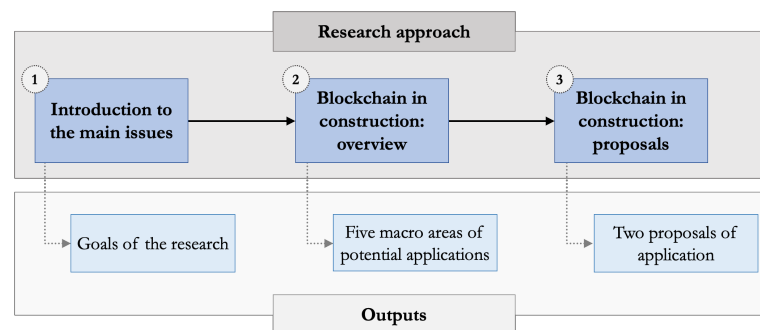 Research approach
1
Introduction to
the main issues
2
Blockchain in
construction:
overview
3
Blockchain in
construction:
proposals
Goals of the research
Five macro areas of
potential applications
Two proposals of
application
Outputs